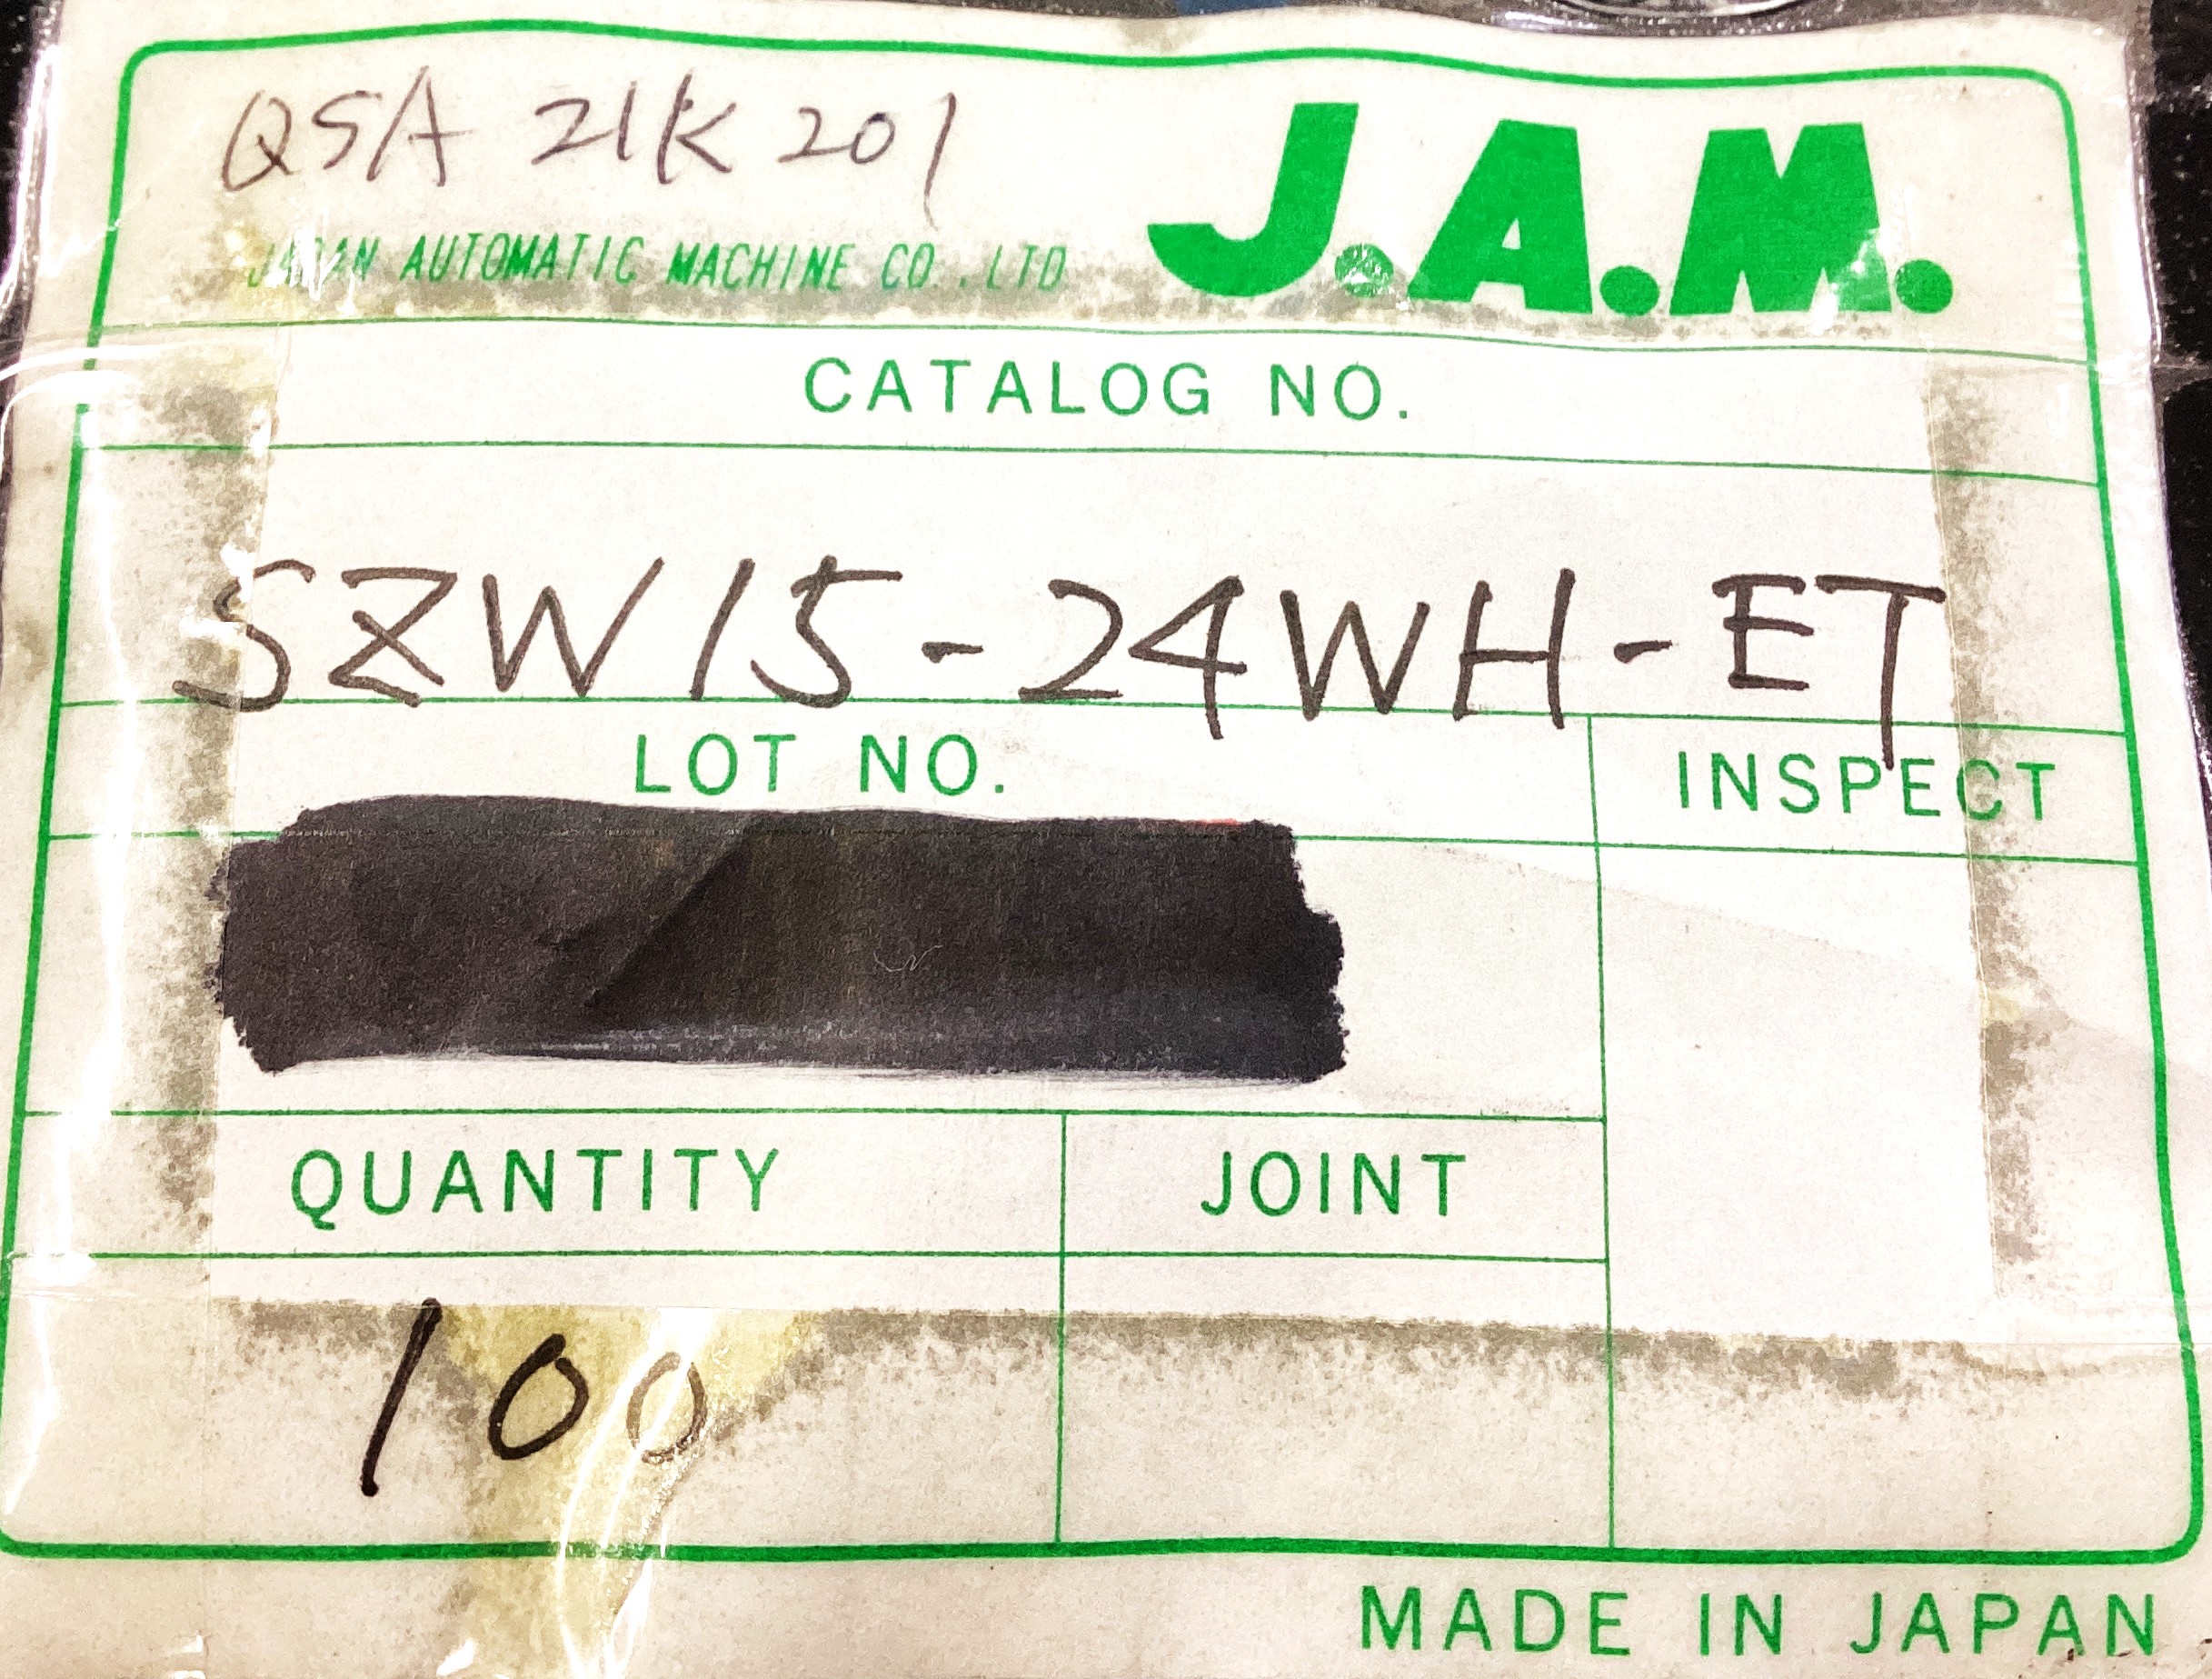 QSA 21K 201
J.A.M.
JAPAN AUTOMATIC MACHINE CO.,LTD
CATALOG NO.
SZW15-24WH-ET
LOT NO.
INSPECT
QUANTITY
JOINT
100
MADE IN JAPAN